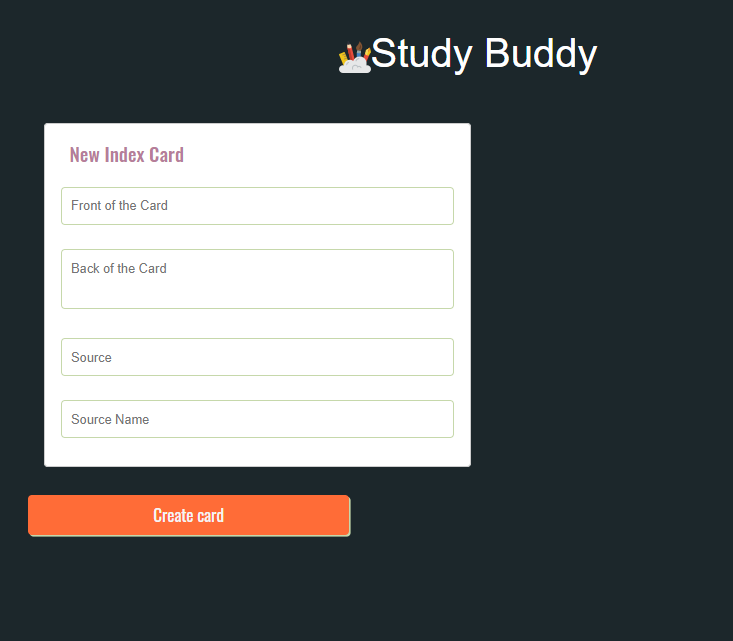 Study Buddy
New Index Card
Front of the Card
Back of the Card
Source
Source Name
Create card